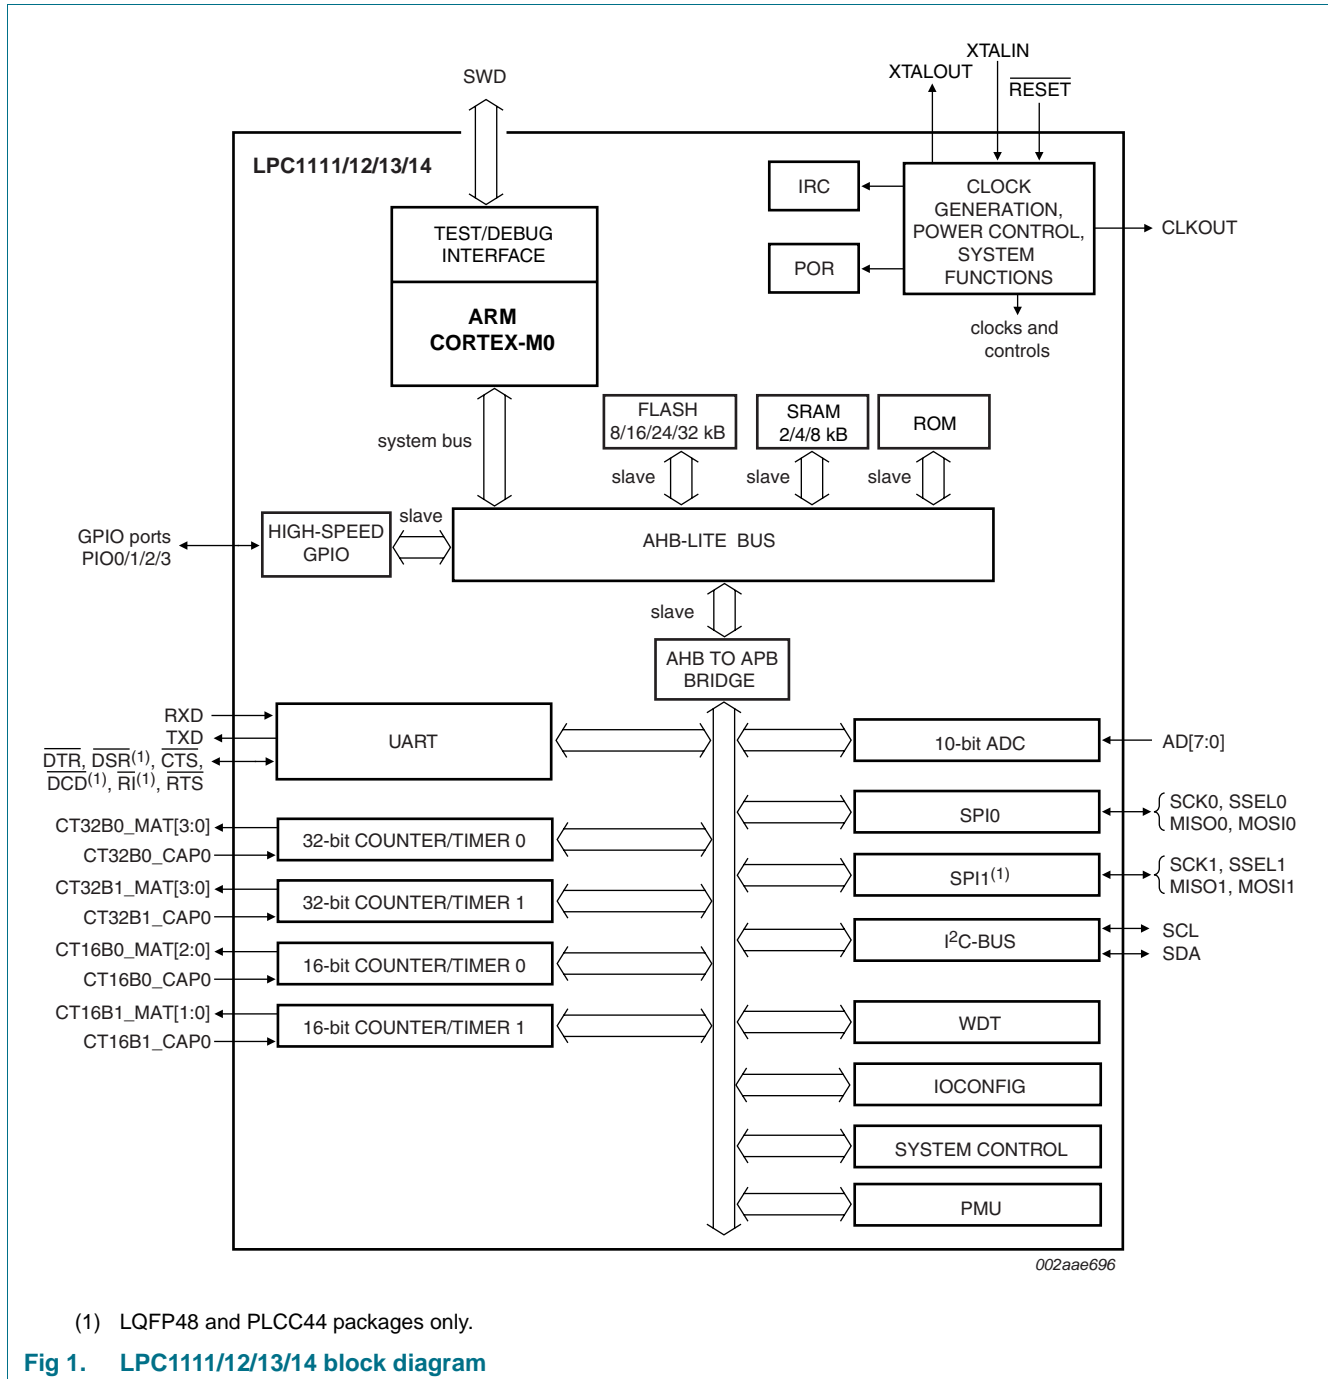 XTALIN
XTALOUT
RESET
SWD
LPC1111/12/13/14
TEST/DEBUG
INTERFACE
ARM
CORTEX-M0
IRC
POR
CLOCK
GENERATION,
POWER CONTROL,
SYSTEM
FUNCTIONS
CLKOUT
clocks and
controls
system bus
FLASH
8/16/24/32 kB
SRAM
2/4/8 kB
ROM
slave
slave
slave
slave
GPIO ports
PIO0/1/2/3
HIGH-SPEED
GPIO
AHB-LITE BUS
slave
AHB TO APB
BRIDGE
RXD
TXD
DTR, DSR(1), CTS,
DCD(1), RI(1), RTS
UART
10-bit ADC
AD[7:0]
CT32B0_MAT[3:0]
CT32B0_CAP0
32-bit COUNTER/TIMER 0
SPI0
SCK0, SSEL0
MISO0, MOSI0
CT32B1_MAT[3:0]
CT32B1_CAP0
32-bit COUNTER/TIMER 1
SPI1(1)
SCK1, SSEL1
MISO1, MOSI1
CT16B0_MAT[2:0]
CT16B0_CAP0
16-bit COUNTER/TIMER 0
I2C-BUS
SCL
SDA
CT16B1_MAT[1:0]
CT16B1_CAP0
16-bit COUNTER/TIMER 1
WDT
IOCONFIG
SYSTEM CONTROL
PMU
002aae696
(1) LQFP48 and PLCC44 packages only.
Fig 1. LPC1111/12/13/14 block diagram